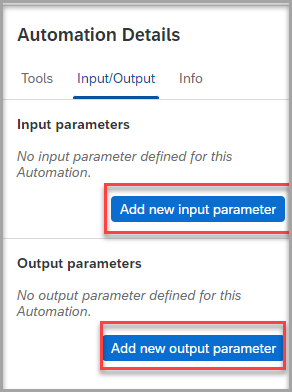 Automation Details
Tools Input/Output Info
Input parameters
No input parameter defined for this
Automation.
Add new input parameter
Output parameters
No output parameter defined for this
Automation.
Add new output parameter